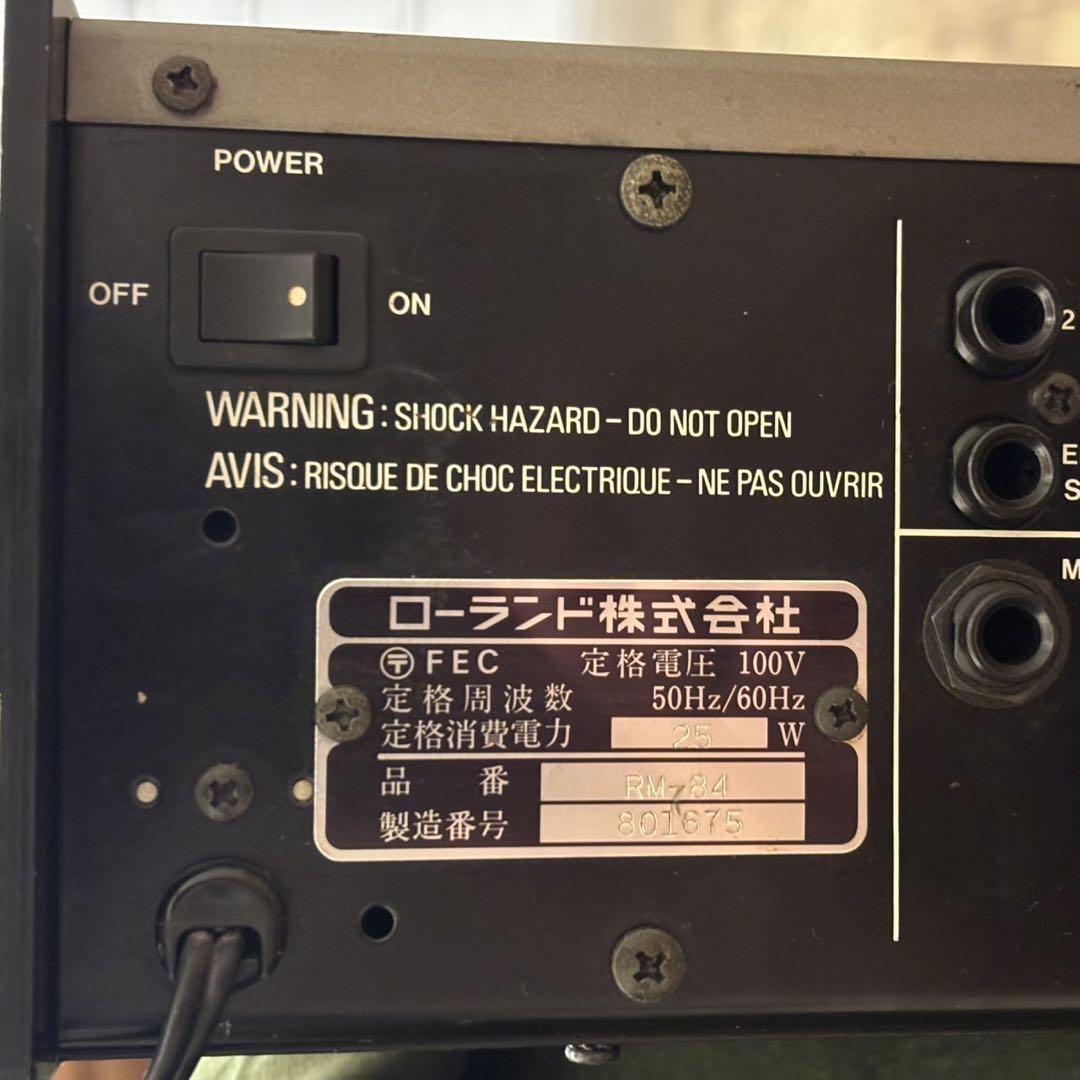 POWER
OFF
ON
WARNING: SHOCK HAZARD – DO NOT OPEN
AVIS: RISQUE DE CHOC ELECTRIQUE – NE PAS OUVRIR
2
E
S
M
ローランド株式会社
〒 FEC 定格電圧 100V
定格周波数 50Hz/60Hz
定格消費電力 25 W
品番 RM-84
製造番号 801675